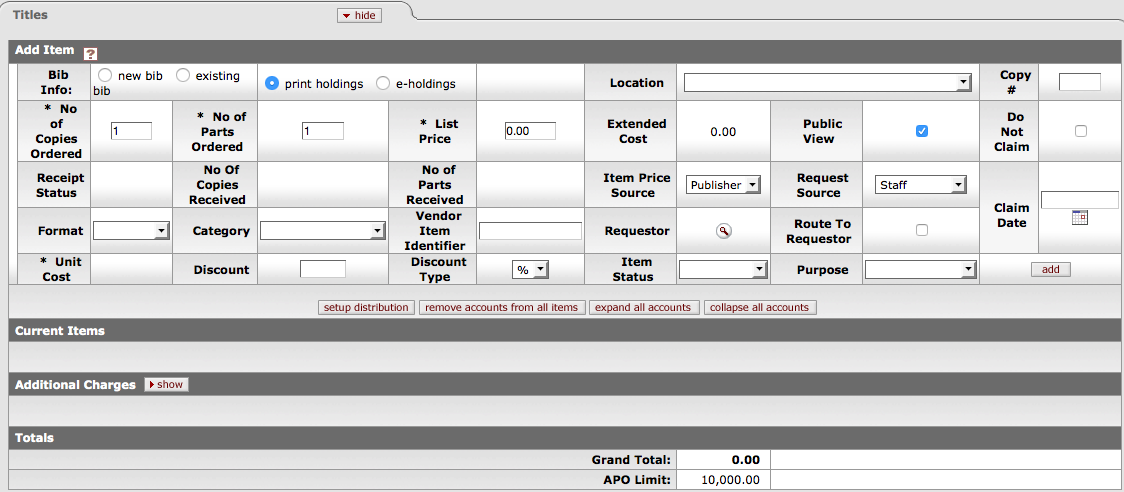 Titles
hide
Add Item ?
Bib Info:
new bib existing bib
print holdings e-holdings
Location
Copy #
* No of Copies Ordered
1
* No of Parts Ordered
1
* List Price
0.00
Extended Cost
0.00
Public View
Do Not Claim
Receipt Status
No Of Copies Received
No of Parts Received
Item Price Source
Publisher
Request Source
Staff
Claim Date
Format
Category
Vendor Item Identifier
Requestor
Route To Requestor
* Unit Cost
Discount
Discount Type
%
Item Status
Purpose
add
setup distribution
remove accounts from all items
expand all accounts
collapse all accounts
Current Items
Additional Charges
show
Totals
Grand Total: 0.00
APO Limit: 10,000.00